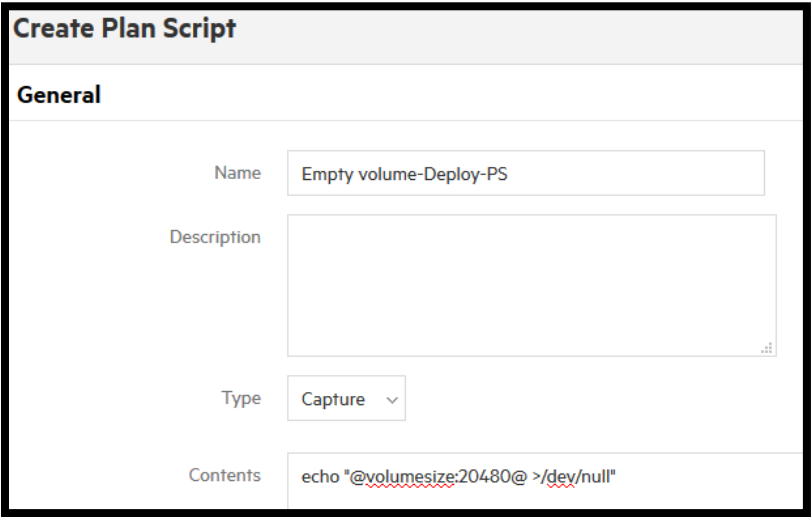 Create Plan Script
General
Name Empty volume-Deploy-PS
Description
Type Capture
Contents echo "@volumesize:20480@ >/dev/null"